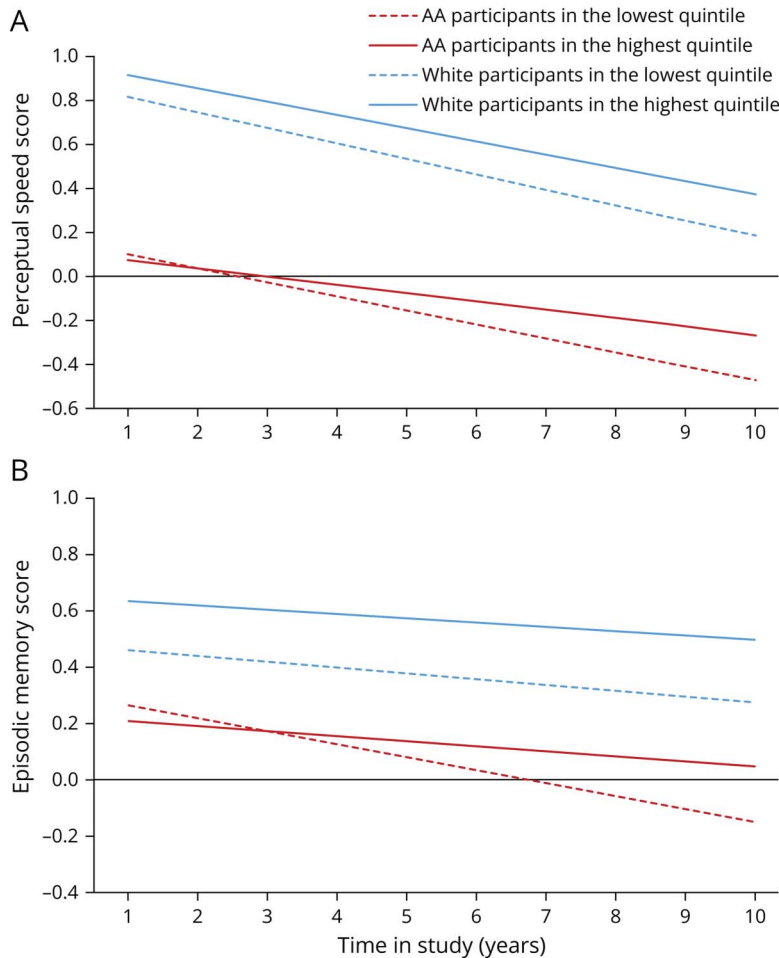 A
AA participants in the lowest quintile
AA participants in the highest quintile
White participants in the lowest quintile
White participants in the highest quintile
Perceptual speed score
1.0
0.8
0.6
0.4
0.2
0.0
–0.2
–0.4
–0.6
1 2 3 4 5 6 7 8 9 10
B
Episodic memory score
1.0
0.8
0.6
0.4
0.2
0.0
–0.2
–0.4
1 2 3 4 5 6 7 8 9 10
Time in study (years)